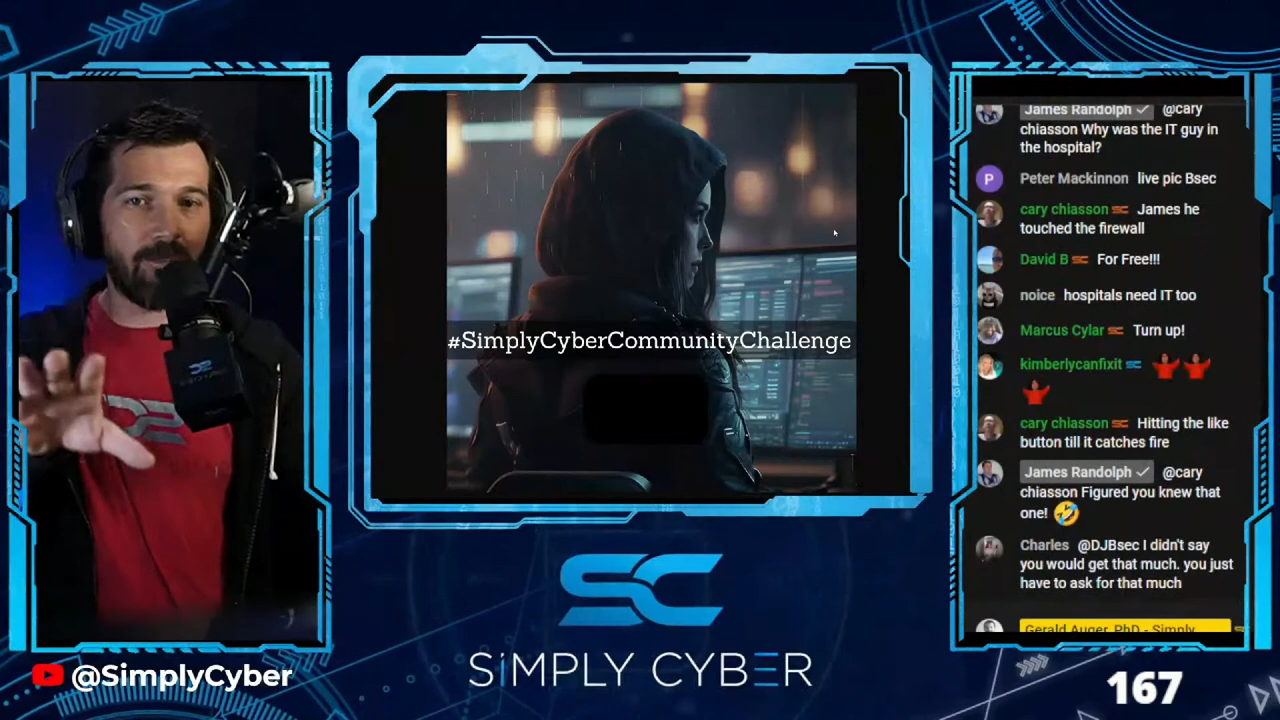 James Randolph @cary
chiasson Why was the IT guy in
the hospital?
P Peter Mackinnon live pic Bsec
cary chiasson James he
touched the firewall
David B For Free!!!
noice hospitals need IT too
Marcus Cylar Turn up!
kimberlycanfixit
cary chiasson Hitting the like
button till it catches fire
James Randolph @cary
chiasson Figured you knew that
one!
Charles @DJBsec I didn't say
you would get that much. you just
have to ask for that much
Gerald Auger, PhD - Simply
#SimplyCyberCommunityChallenge
SC
SIMPLY CYBER
@SimplyCyber
167